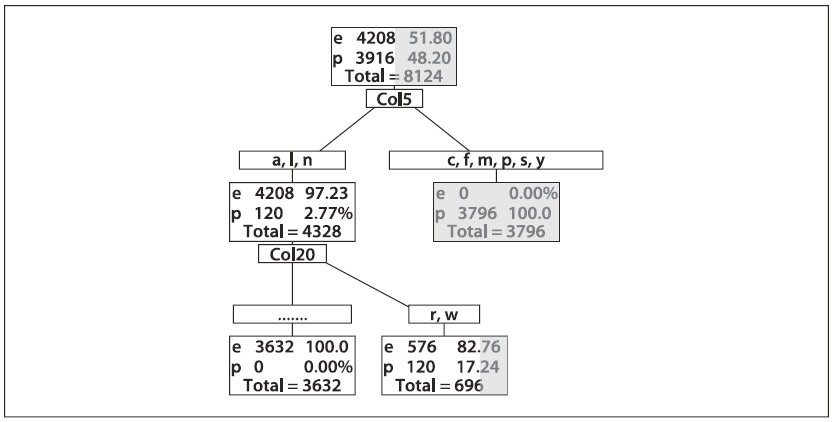 e 4208 51.80
p 3916 48.20
Total = 8124
Col5
a, l, n
c, f, m, p, s, y
e 4208 97.23
p 120 2.77%
Total = 4328
e 0 0.00%
p 3796 100.0
Total = 3796
Col20
.......
r, w
e 3632 100.0
p 0 0.00%
Total = 3632
e 576 82.76
p 120 17.24
Total = 696